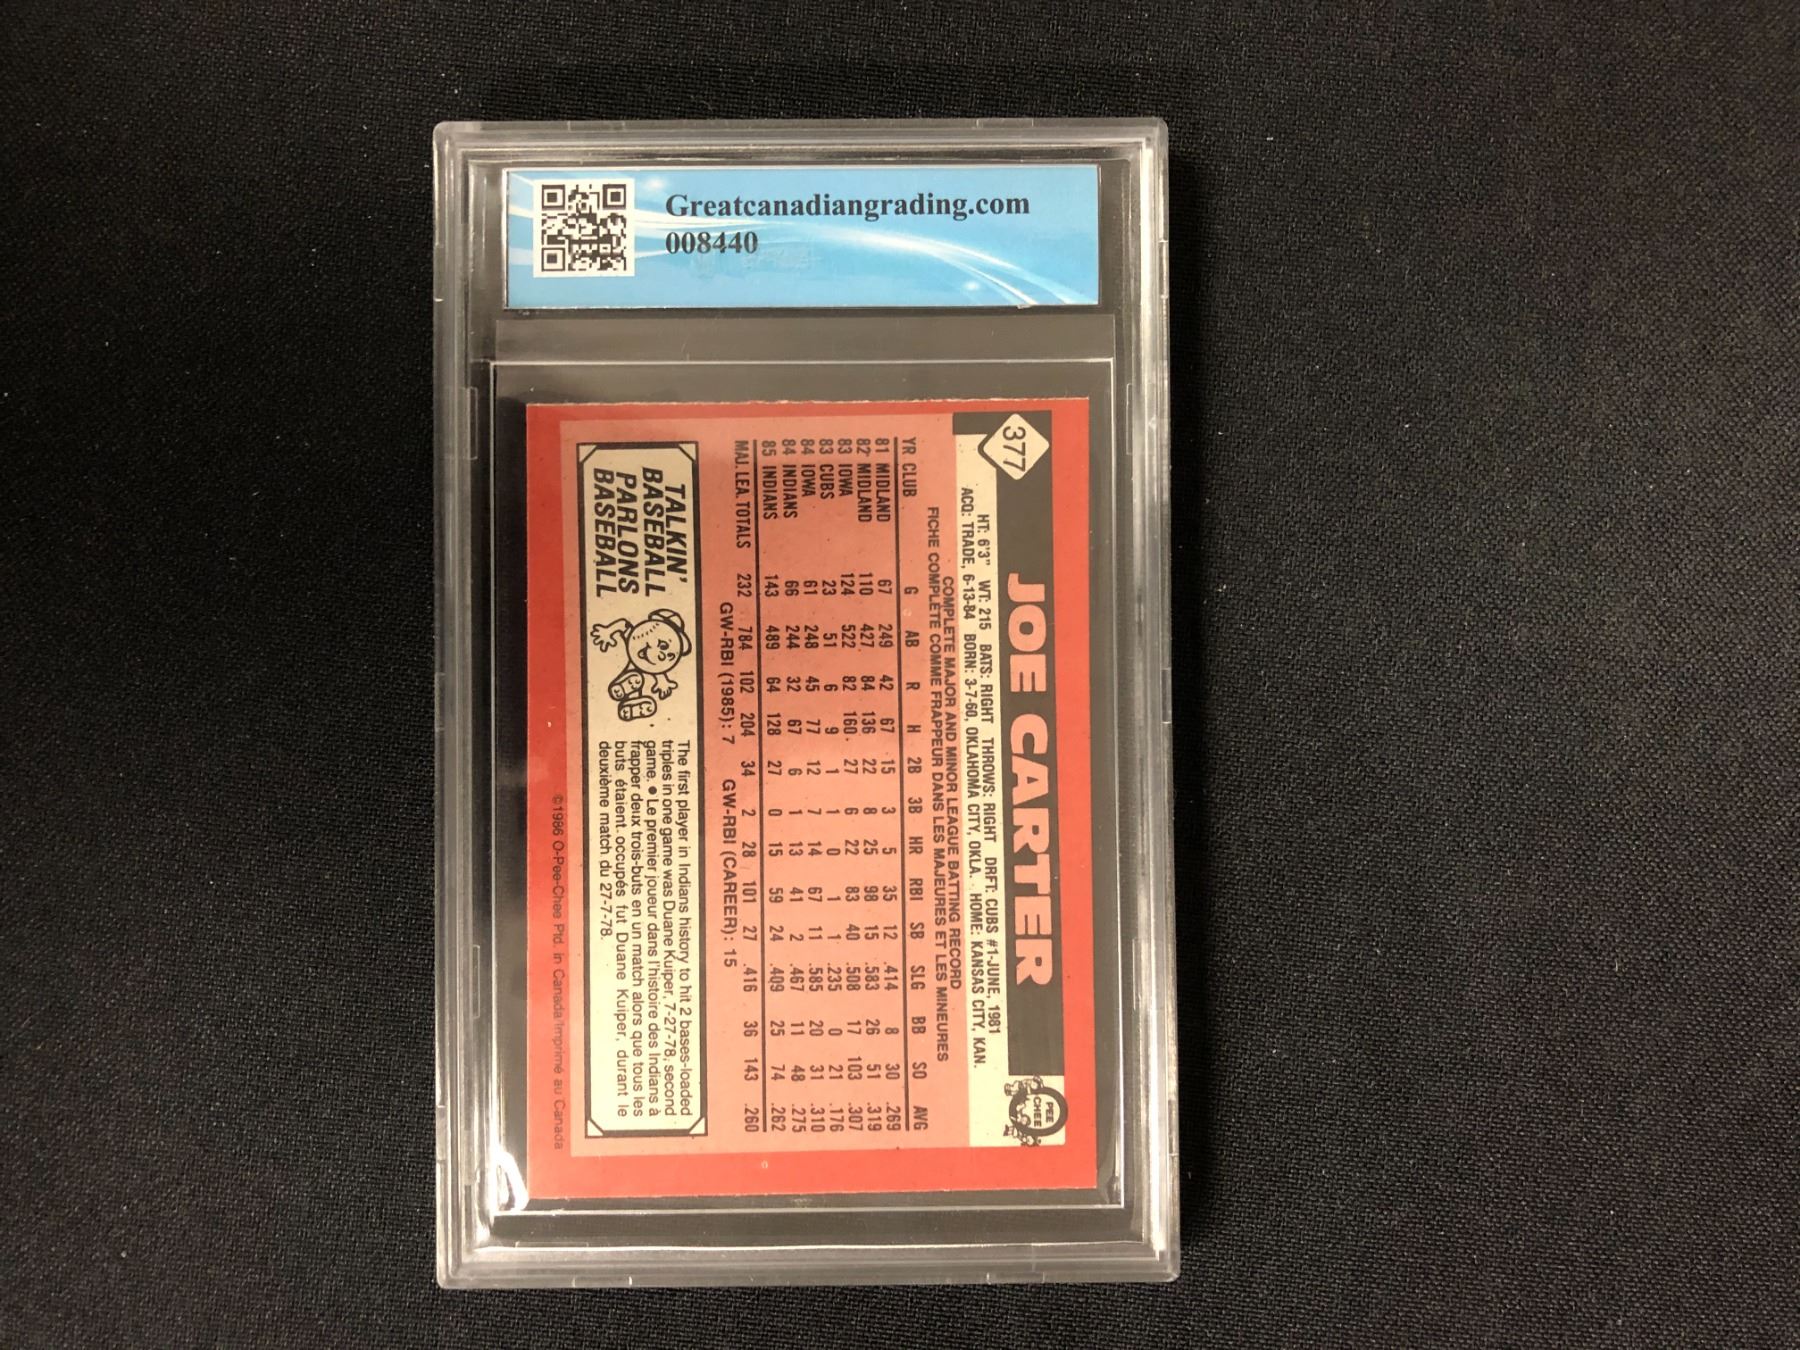 Greatcanadiangrading.com
008440
377
JOE CARTER
O PEE CHEE
HT: 6'3" WT: 215 BATS: RIGHT THROWS: RIGHT DRFT: CUBS #1-JUNE, 1981
ACQ: TRADE, 6-13-84 BORN: 3-7-60, OKLAHOMA CITY, OKLA. HOME: KANSAS CITY, KAN.
COMPLETE MAJOR AND MINOR LEAGUE BATTING RECORD
FICHE COMPLÈTE COMME FRAPPEUR DANS LES MAJEURES ET LES MINEURES
YR CLUB G AB R H 2B 3B HR RBI SB SLG BB SO AVG
81 MIDLAND 67 249 42 67 15 3 5 35 12 .414 8 30 .269
82 MIDLAND 110 427 84 136 22 8 25 98 15 .583 26 51 .319
83 IOWA 124 522 82 160 27 6 22 83 40 .508 17 103 .307
83 CUBS 23 51 6 9 1 1 0 1 1 .235 0 21 .176
84 IOWA 61 248 45 77 12 7 14 67 11 .585 20 31 .310
84 INDIANS 66 244 32 67 6 1 13 41 2 .467 11 48 .275
85 INDIANS 143 489 64 128 27 0 15 59 24 .409 25 74 .262
MAJ. LEA. TOTALS 232 784 102 204 34 2 28 101 27 .416 36 143 .260
GW-RBI (1985): 7 GW-RBI (CAREER): 15
TALKIN'
BASEBALL
PARLONS
BASEBALL
The first player in Indians history to hit 2 bases-loaded
triples in one game was Duane Kuiper, 7-27-78, second
game. ● Le premier joueur dans l'histoire des Indians à
frapper deux trois-buts en un match alors que tous les
buts étaient occupés fut Duane Kuiper, durant le
deuxième match du 27-7-78.
©1986 O-Pee-Chee Ptd. in Canada/Imprimé au Canada